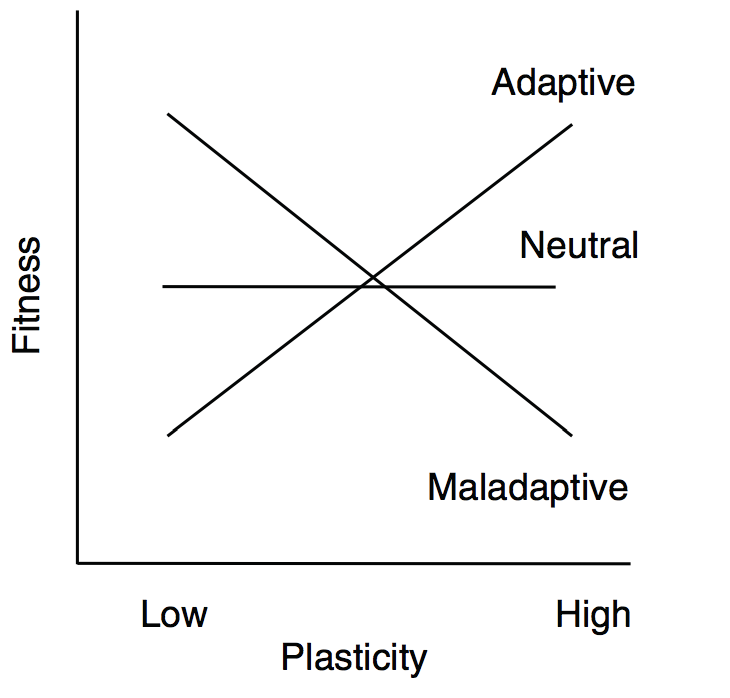 Adaptive
Neutral
Fitness
Maladaptive
Low
High
Plasticity